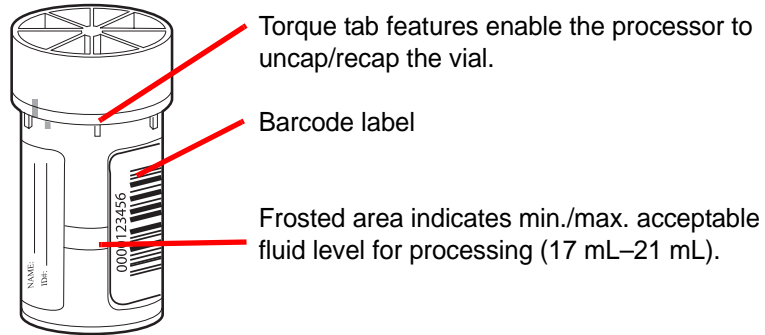 Torque tab features enable the processor to
uncap/recap the vial.
Barcode label
Frosted area indicates min./max. acceptable
fluid level for processing (17 mL–21 mL).
NAME:
ID#:
0000123456